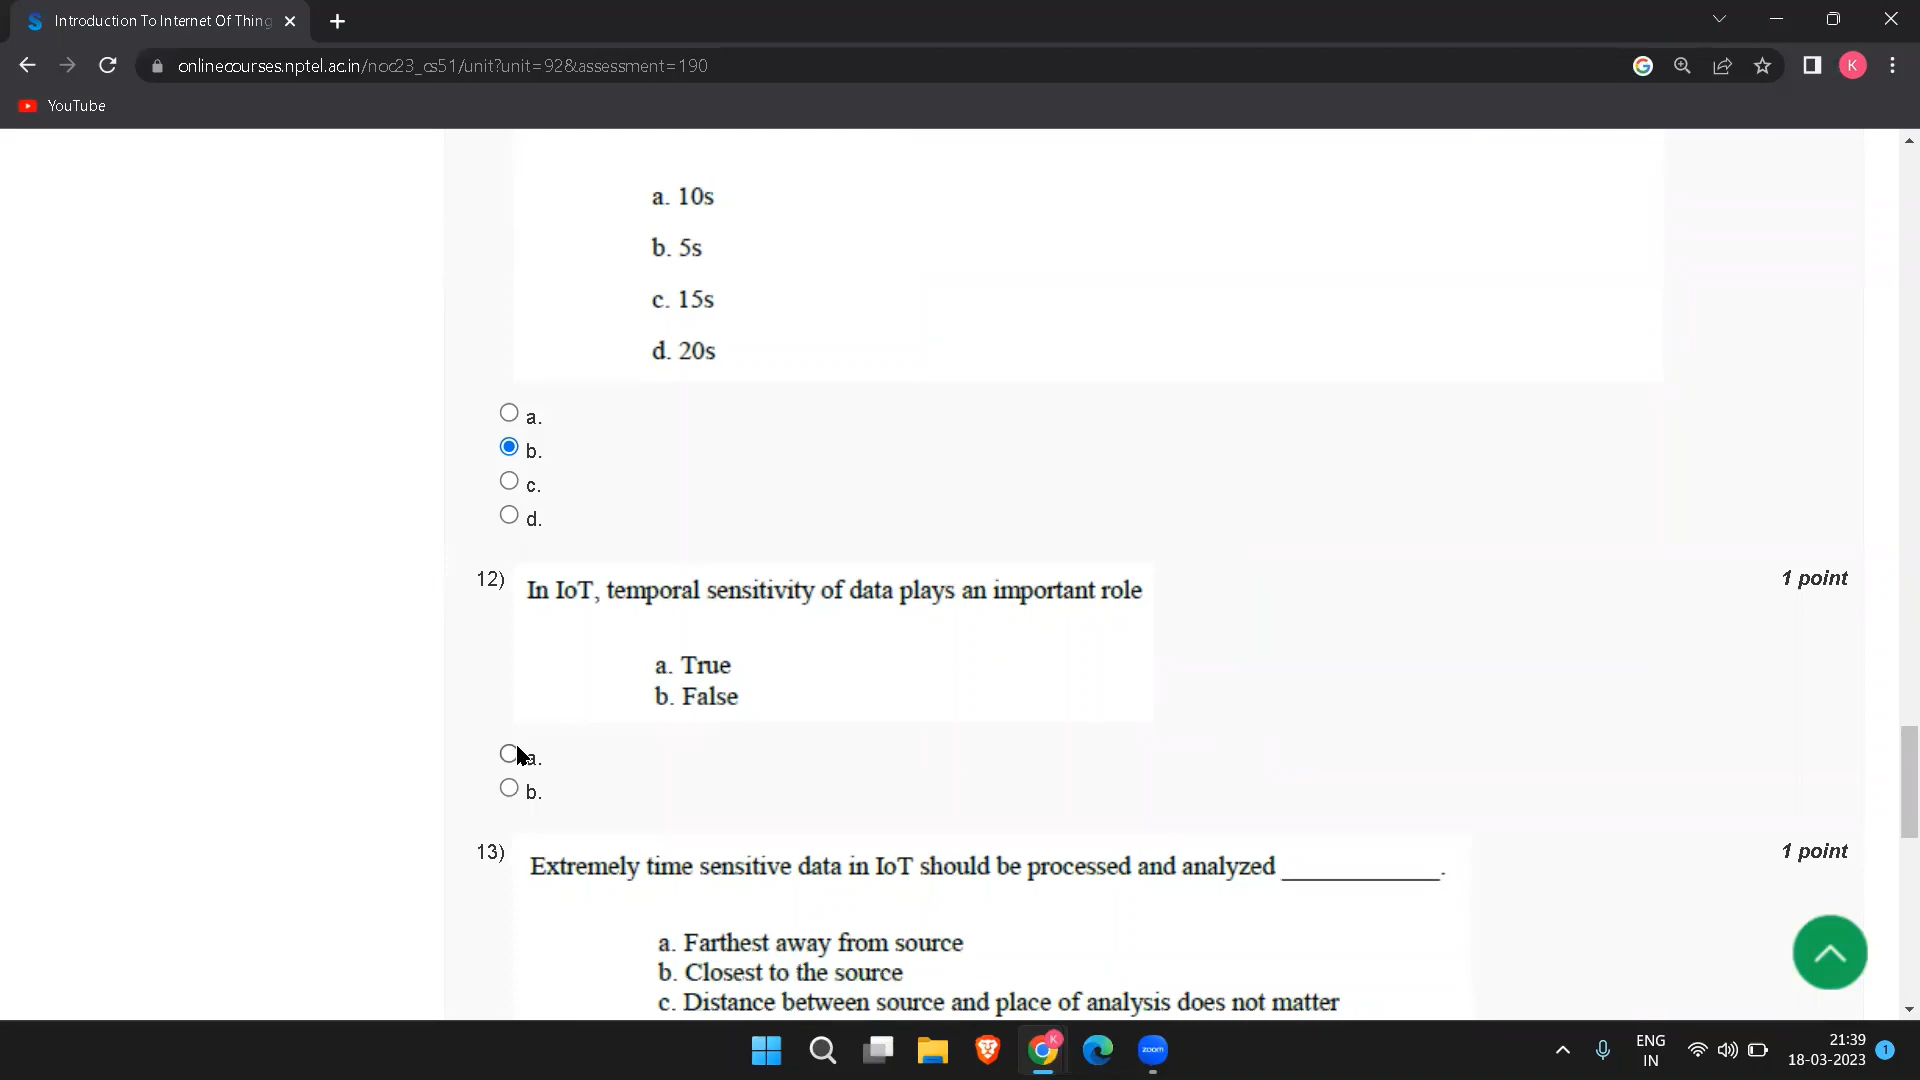 Introduction To Internet Of Thing
onlinecourses.nptel.ac.in/noc23_cs51/unit?unit=92&assessment=190
K
YouTube
a. 10s
b. 5s
c. 15s
d. 20s
a.
b.
c.
d.
12)
In IoT, temporal sensitivity of data plays an important role
1 point
a. True
b. False
a.
b.
13)
Extremely time sensitive data in IoT should be processed and analyzed ____________.
1 point
a. Farthest away from source
b. Closest to the source
c. Distance between source and place of analysis does not matter
K
zoom
ENG
IN
21:39
18-03-2023
1